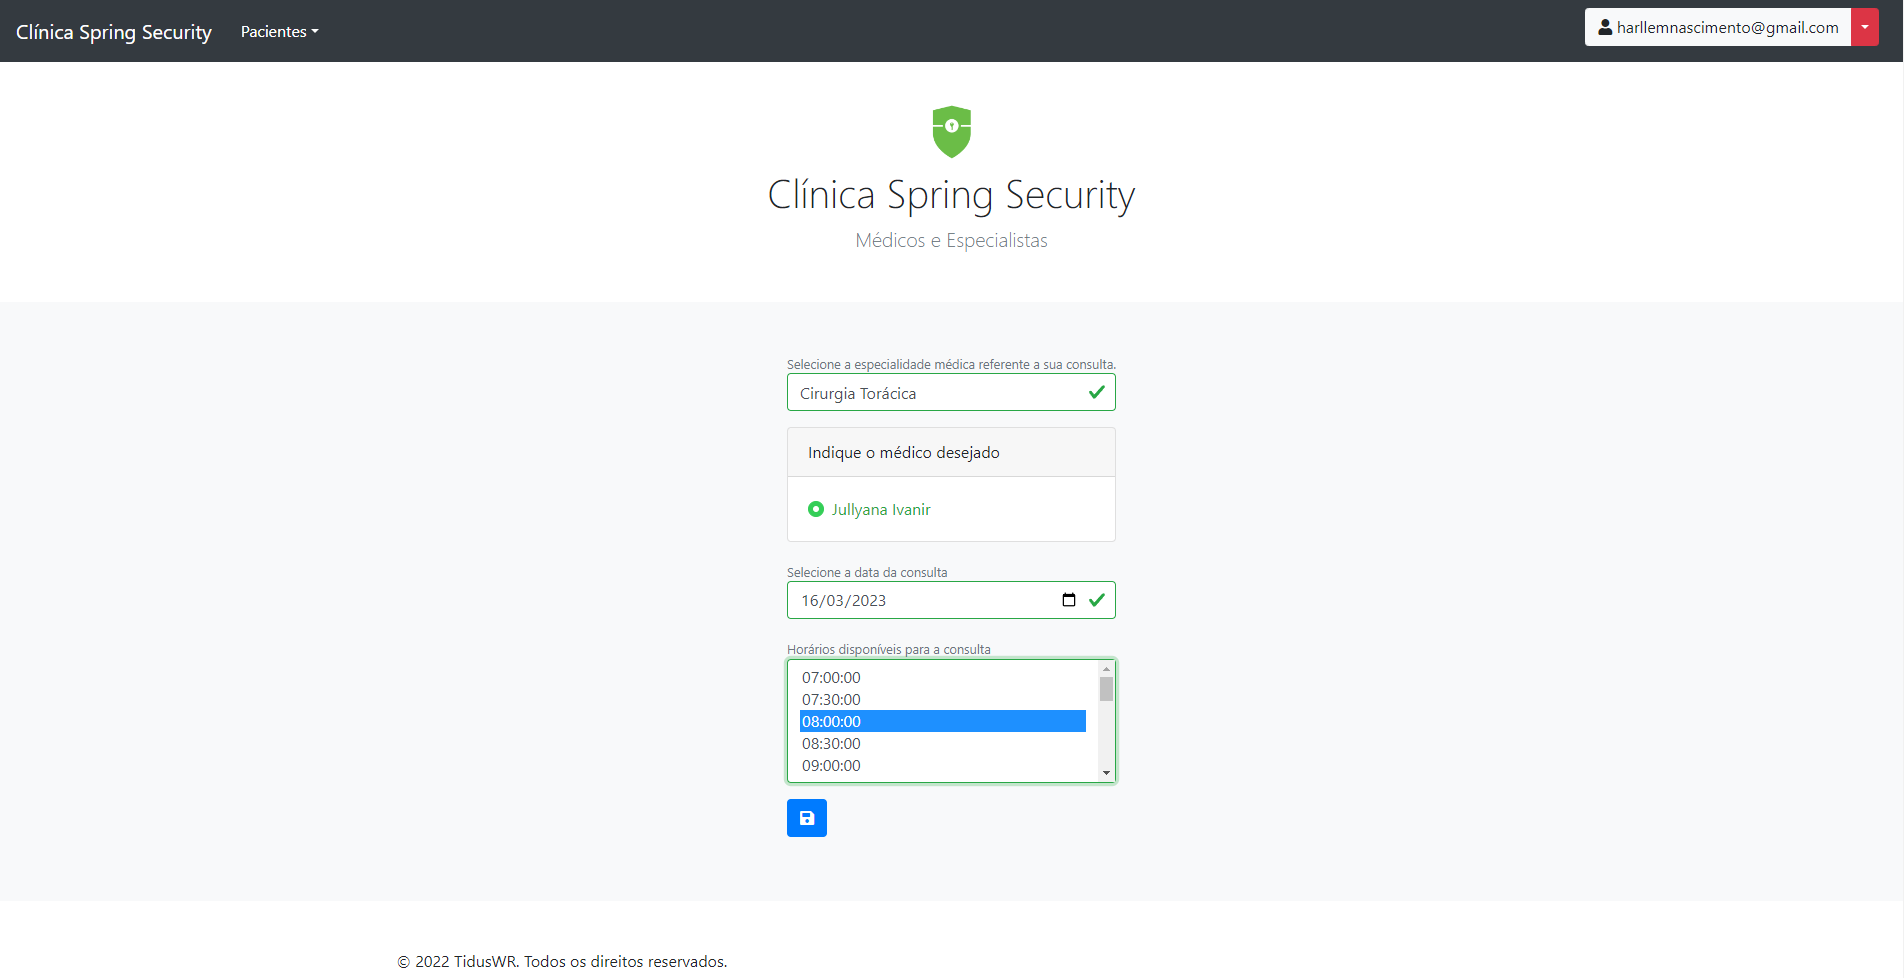 Clínica Spring Security Pacientes harllemnascimento@gmail.com
Clínica Spring Security
Médicos e Especialistas
Selecione a especialidade médica referente a sua consulta.
Cirurgia Torácica
Indique o médico desejado
Jullyana Ivanir
Selecione a data da consulta
16/03/2023
Horários disponíveis para a consulta
07:00:00
07:30:00
08:00:00
08:30:00
09:00:00
© 2022 TidusWR. Todos os direitos reservados.